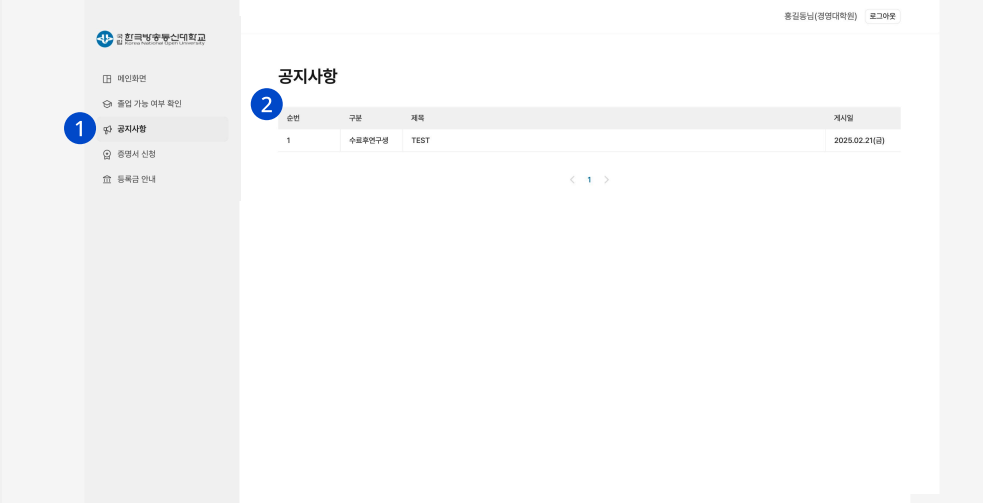 홍길동님(경영대학원) 로그아웃
국립 한국방송통신대학교
Korea National Open University
메인화면
졸업 가능 여부 확인
1 공지사항
증명서 신청
등록금 안내
공지사항
2
순번 구분 제목 게시일
1 수료후연구생 TEST 2025.02.21(금)
< 1 >